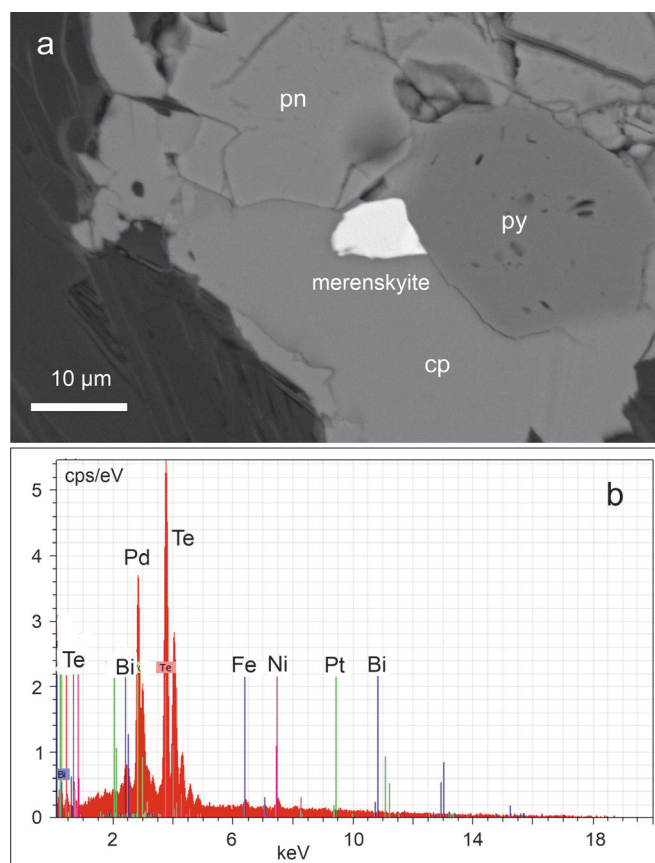 a
pn
py
merenskyite
cp
10 µm
cps/eV
b
5
Te
4
Pd
3
Te
Bi
Te
Fe
Ni
Pt
Bi
2
1
Bi
0
2
6
10
14
18
keV